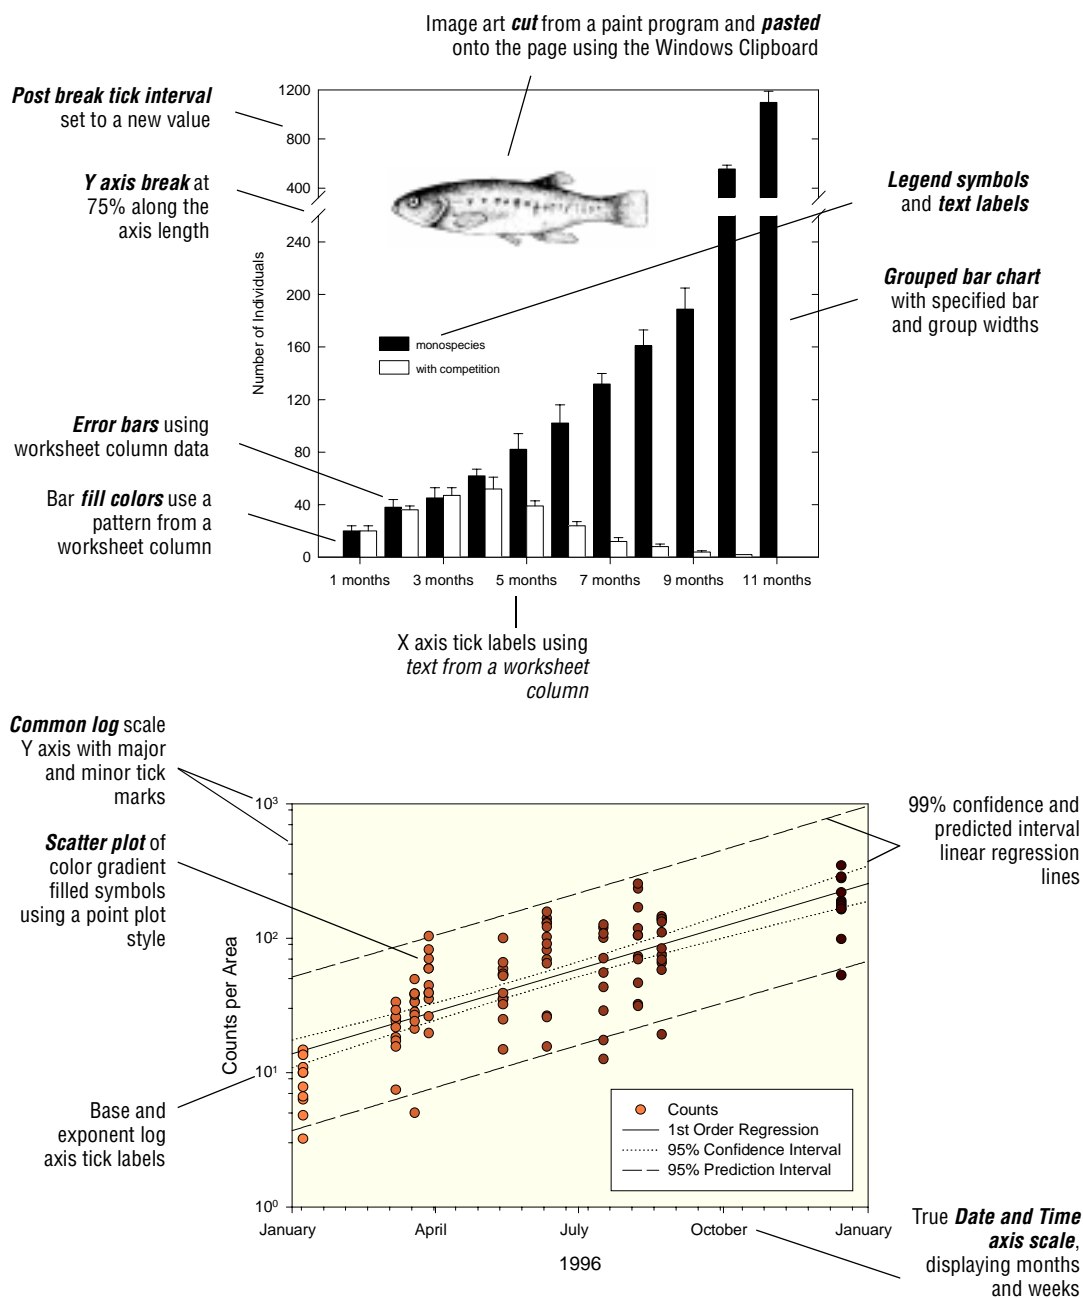 Image art cut from a paint program and pasted
onto the page using the Windows Clipboard
Post break tick interval
set to a new value
Y axis break at
75% along the
axis length
Legend symbols
and text labels
Grouped bar chart
with specified bar
and group widths
Error bars using
worksheet column data
Bar fill colors use a
pattern from a
worksheet column
1200
800
400
240
200
160
120
80
40
0
Number of Individuals
monospecies
with competition
1 months 3 months 5 months 7 months 9 months 11 months
X axis tick labels using
text from a worksheet
column
Common log scale
Y axis with major
and minor tick
marks
Scatter plot of
color gradient
filled symbols
using a point plot
style
Base and
exponent log
axis tick labels
99% confidence and
predicted interval
linear regression
lines
10³
10²
10¹
10⁰
Counts per Area
Counts
1st Order Regression
95% Confidence Interval
95% Prediction Interval
January April July October January
1996
True Date and Time
axis scale,
displaying months
and weeks